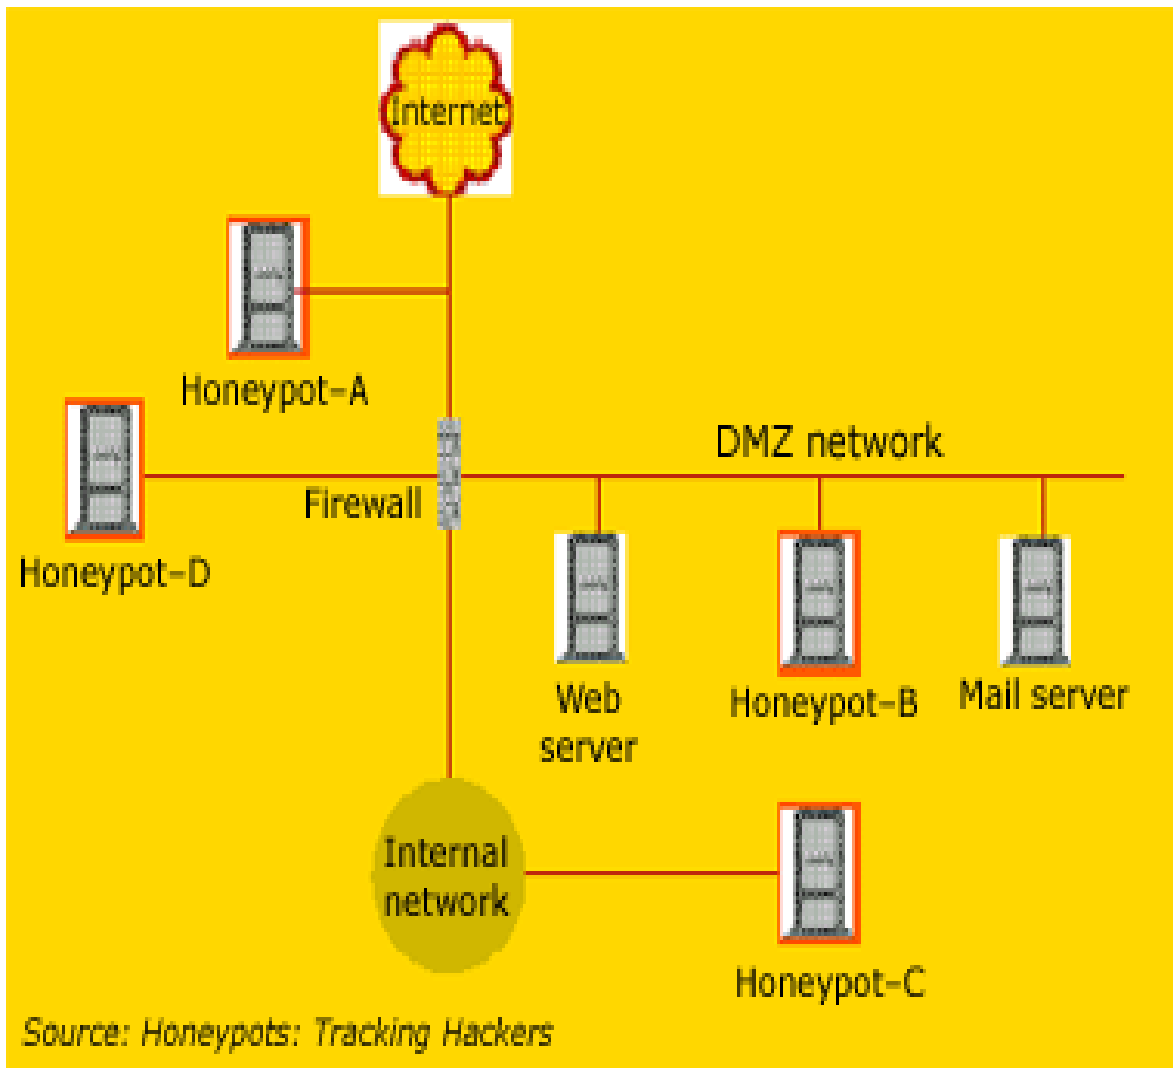 Internet
Honeypot-A
DMZ network
Firewall
Honeypot-D
Web
server
Honeypot-B
Mail server
Internal
network
Honeypot-C
Source: Honeypots: Tracking Hackers